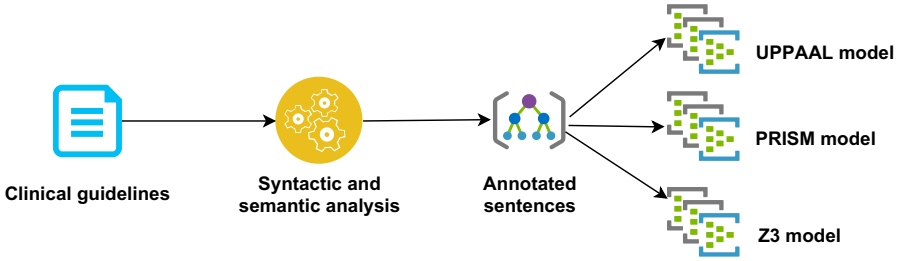 Clinical guidelines
Syntactic and
semantic analysis
Annotated
sentences
UPPAAL model
PRISM model
Z3 model